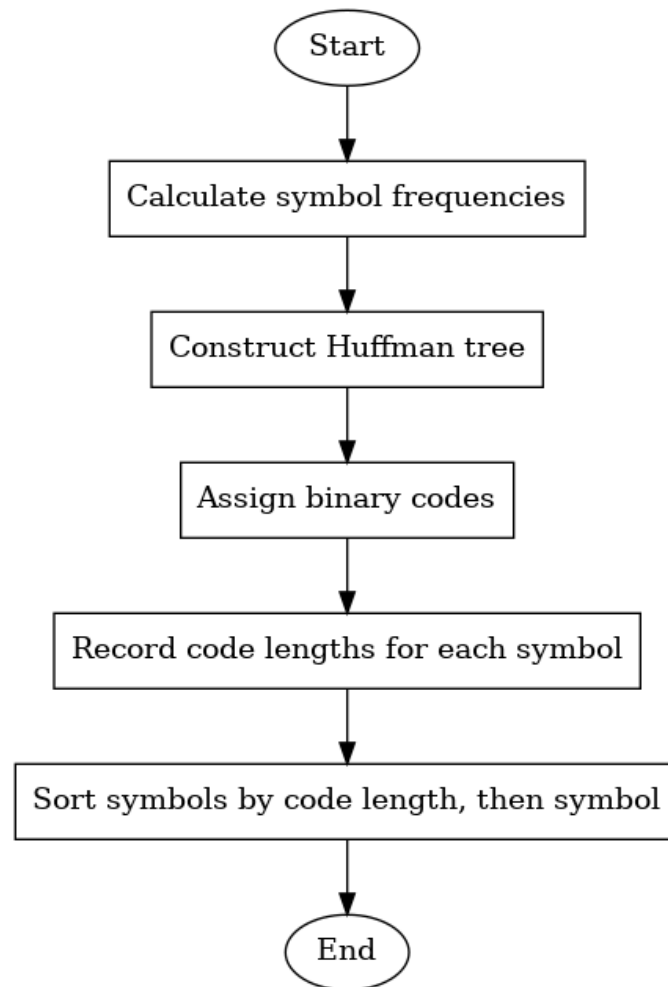 Start
Calculate symbol frequencies
Construct Huffman tree
Assign binary codes
Record code lengths for each symbol
Sort symbols by code length, then symbol
End